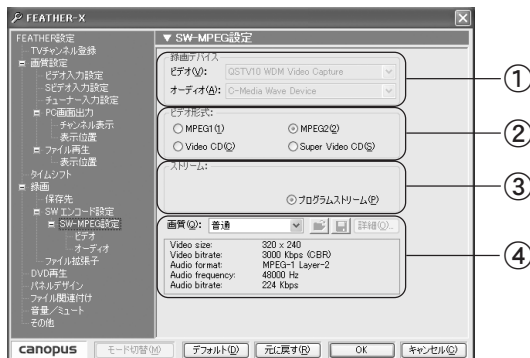 FEATHER-X
FEATHER設定
TVチャンネル登録
画質設定
ビデオ入力設定
Sビデオ入力設定
チューナー入力設定
PC画面出力
チャンネル表示
表示位置
ファイル再生
表示位置
タイムシフト
録画
保存先
SWエンコード設定
SW-MPEG設定
ビデオ
オーディオ
ファイル拡張子
DVD再生
パネルデザイン
ファイル関連付け
音量/ミュート
その他
▼ SW-MPEG設定
録画デバイス
ビデオ(V): QSTV10 WDM Video Capture
オーディオ(A): C-Media Wave Device
①
ビデオ形式:
MPEG1(1) MPEG2(2)
Video CD(C) Super Video CD(S)
②
ストリーム:
プログラムストリーム(P)
③
画質(Q): 普通 詳細(O)...
Video size: 320 x 240
Video bitrate: 3000 Kbps (CBR)
Audio format: MPEG-1 Layer-2
Audio frequency: 48000 Hz
Audio bitrate: 224 Kbps
④
canopus モード切替(M) デフォルト(D) 元に戻す(R) OK キャンセル(C)